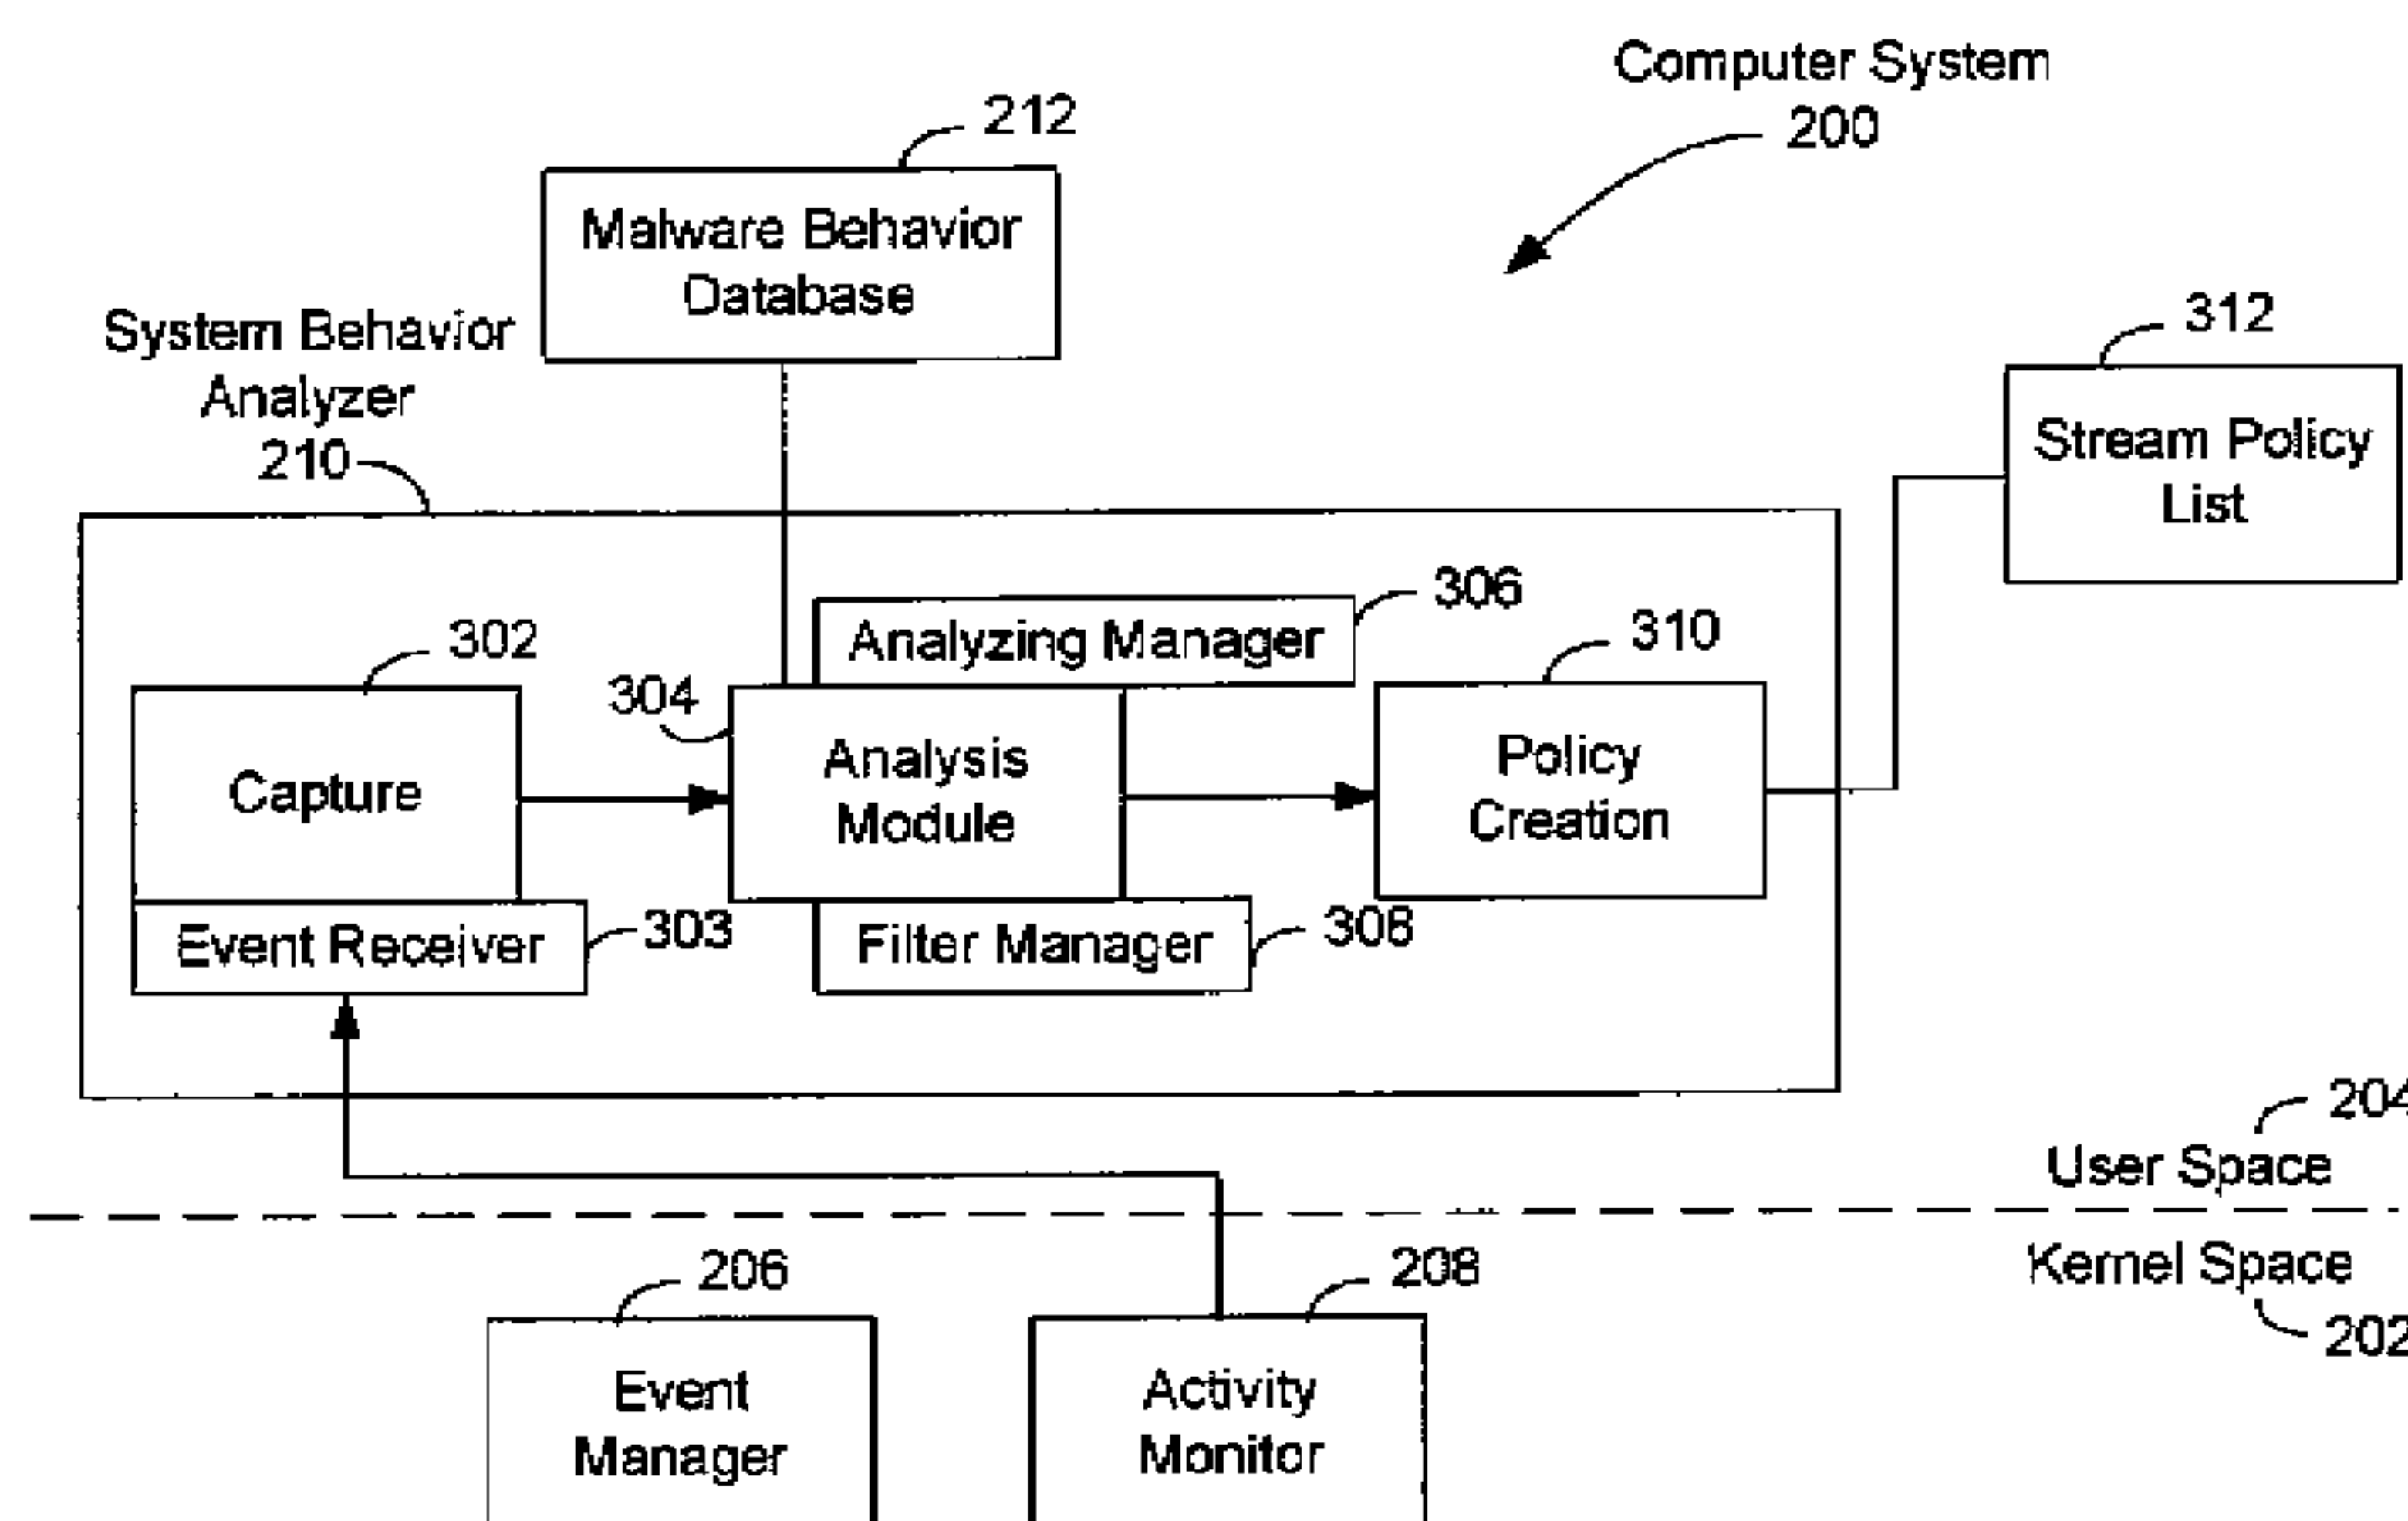 Computer System
200
212
Malware Behavior
Database
System Behavior
Analyzer
210
312
Stream Policy
List
306
Analyzing Manager
310
302
304
Capture
Analysis
Module
Policy
Creation
Event Receiver
303
Filter Manager
308
204
User Space
Kernel Space
202
206
208
Event
Manager
Activity
Monitor